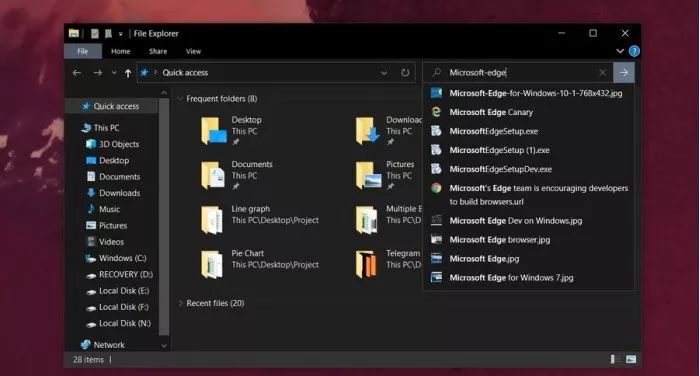 File Explorer
File
Home
Share
View
Quick access
Microsoft-edge
Quick access
This PC
3D Objects
Desktop
Documents
Downloads
Music
Pictures
Videos
Windows (C:)
RECOVERY (D:)
Local Disk (E:)
Local Disk (F:)
Local Disk (N:)
Network
Frequent folders (8)
Desktop
This PC
Downloa
This PC
Documents
This PC
Pictures
This PC
Line graph
This PC\Desktop\Project
Multiple E
This PC\De
Pie Chart
This PC\Desktop\Project
Telegram
This PC\De
Recent files (20)
Microsoft-Edge-for-Windows-10-1-768x432.jpg
Microsoft Edge Canary
MicrosoftEdgeSetup.exe
MicrosoftEdgeSetup (1).exe
MicrosoftEdgeSetupDev.exe
Microsoft's Edge team is encouraging developers
to build browsers.url
Microsoft Edge Dev on Windows.jpg
Microsoft Edge browser.jpg
Microsoft Edge.jpg
Microsoft Edge for Windows 7.jpg
28 items